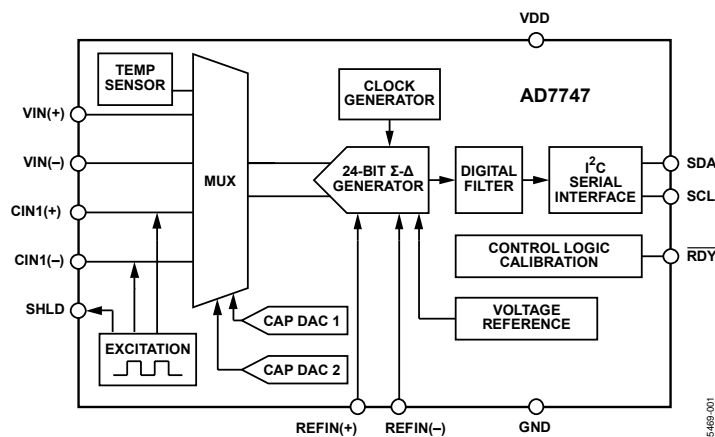 VDD
TEMP
SENSOR
CLOCK
GENERATOR
AD7747
VIN(+)
VIN(–)
MUX
24-BIT Σ-Δ
GENERATOR
DIGITAL
FILTER
I²C
SERIAL
INTERFACE
SDA
SCL
CIN1(+)
CIN1(–)
CONTROL LOGIC
CALIBRATION
RDY
SHLD
CAP DAC 1
VOLTAGE
REFERENCE
EXCITATION
CAP DAC 2
REFIN(+)
REFIN(–)
GND
5469-001